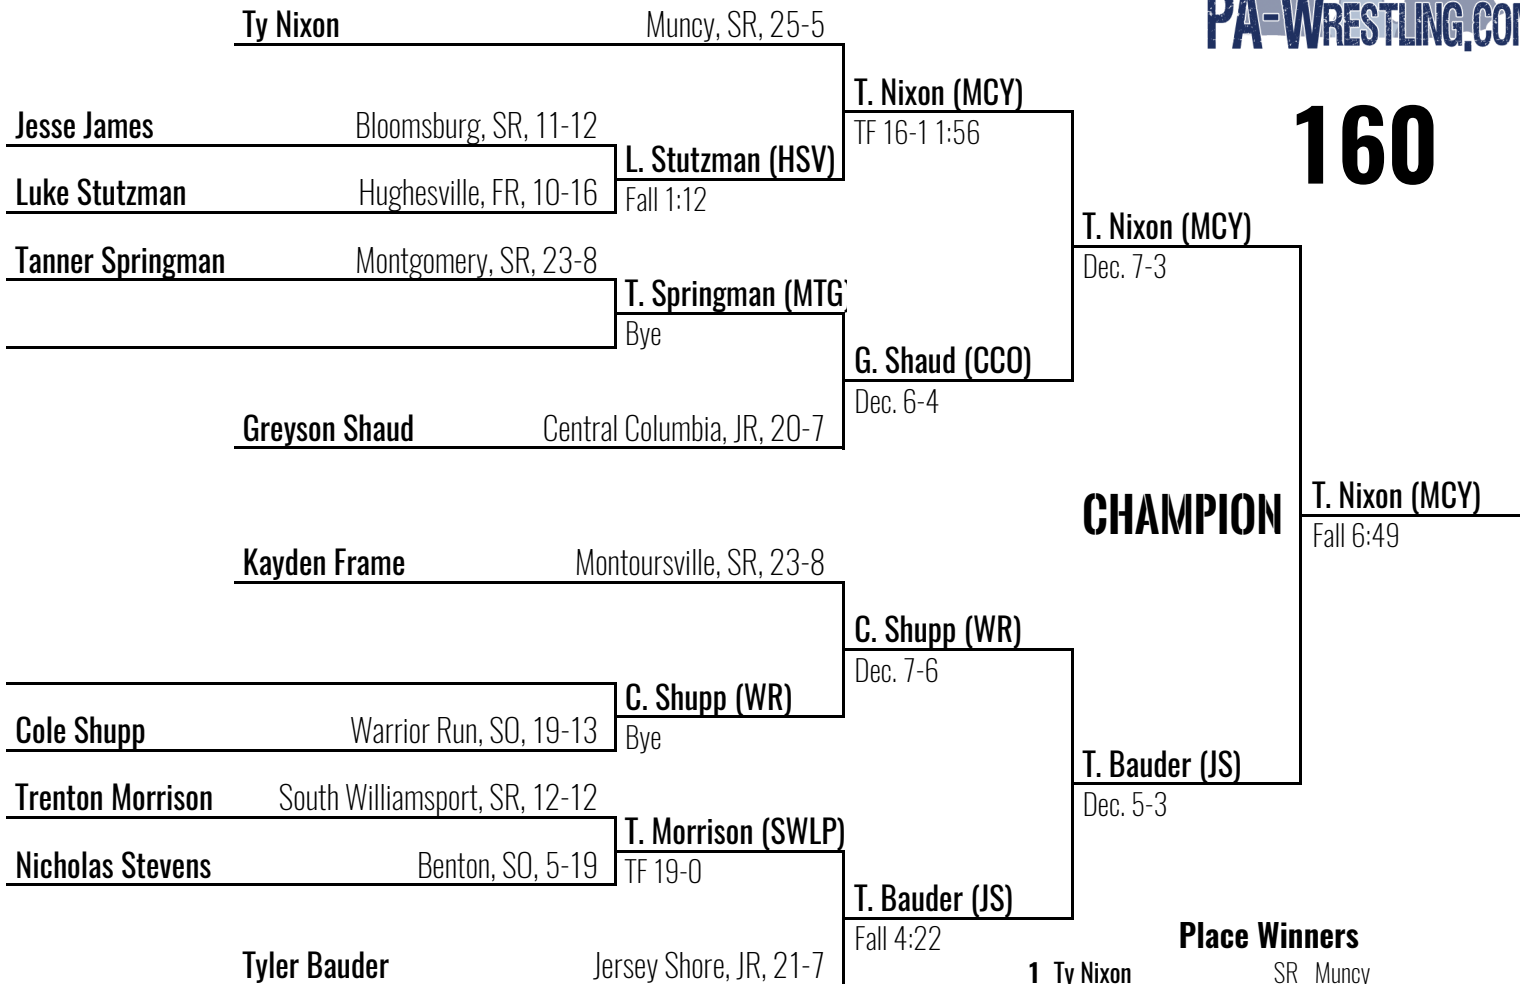 PA-WRESTLING.COM
160
Ty Nixon Muncy, SR, 25-5
Jesse James Bloomsburg, SR, 11-12
Luke Stutzman Hughesville, FR, 10-16
Tanner Springman Montgomery, SR, 23-8
Greyson Shaud Central Columbia, JR, 20-7
Kayden Frame Montoursville, SR, 23-8
Cole Shupp Warrior Run, SO, 19-13
Trenton Morrison South Williamsport, SR, 12-12
Nicholas Stevens Benton, SO, 5-19
Tyler Bauder Jersey Shore, JR, 21-7
L. Stutzman (HSV)
Fall 1:12
T. Springman (MTG)
Bye
C. Shupp (WR)
Bye
T. Morrison (SWLP)
TF 19-0
T. Nixon (MCY)
TF 16-1 1:56
G. Shaud (CCO)
Dec. 6-4
C. Shupp (WR)
Dec. 7-6
T. Bauder (JS)
Fall 4:22
T. Nixon (MCY)
Dec. 7-3
T. Bauder (JS)
Dec. 5-3
CHAMPION
T. Nixon (MCY)
Fall 6:49
Place Winners
1 Ty Nixon SR Muncy